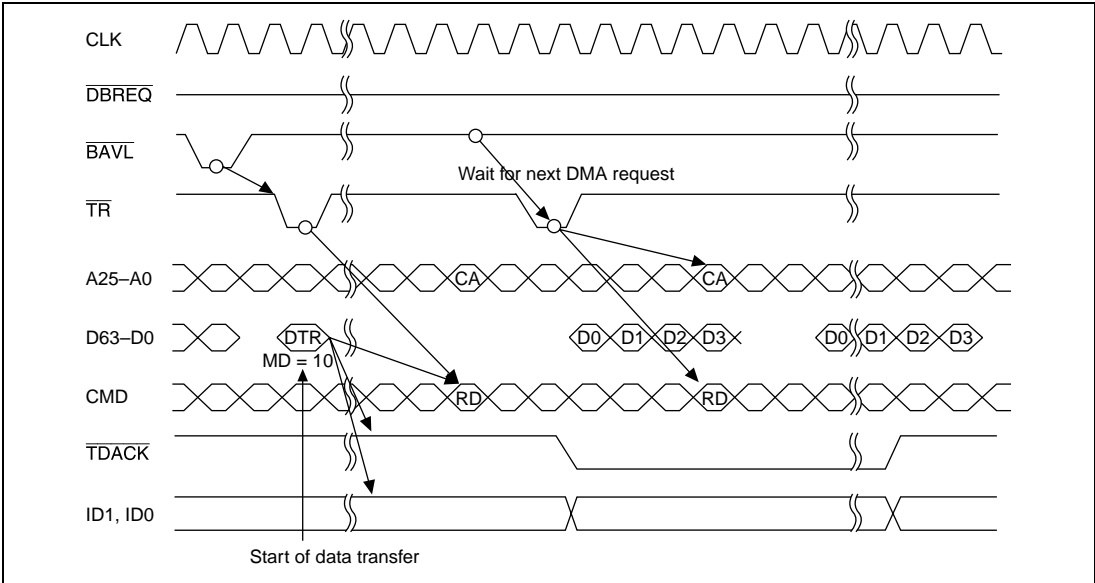 CLK
DBREQ
BAVL
Wait for next DMA request
TR
A25–A0 CA CA
D63–D0 DTR D0 D1 D2 D3 D0 D1 D2 D3
MD = 10
CMD RD RD
TDACK
ID1, ID0
Start of data transfer